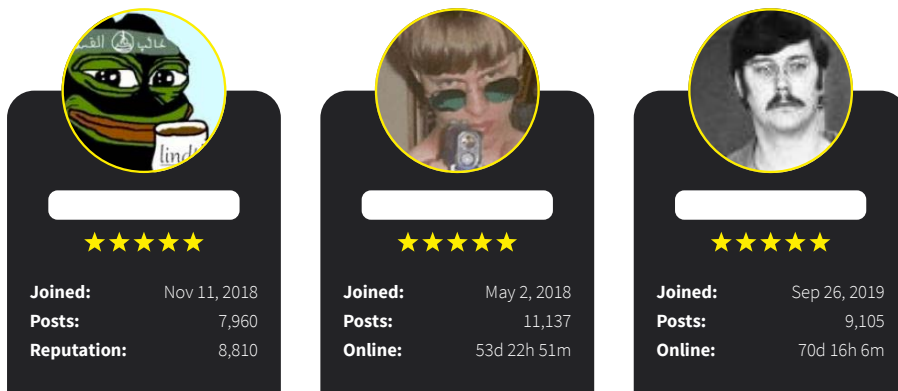 lindt
Joined: Nov 11, 2018
Posts: 7,960
Reputation: 8,810
Joined: May 2, 2018
Posts: 11,137
Online: 53d 22h 51m
Joined: Sep 26, 2019
Posts: 9,105
Online: 70d 16h 6m